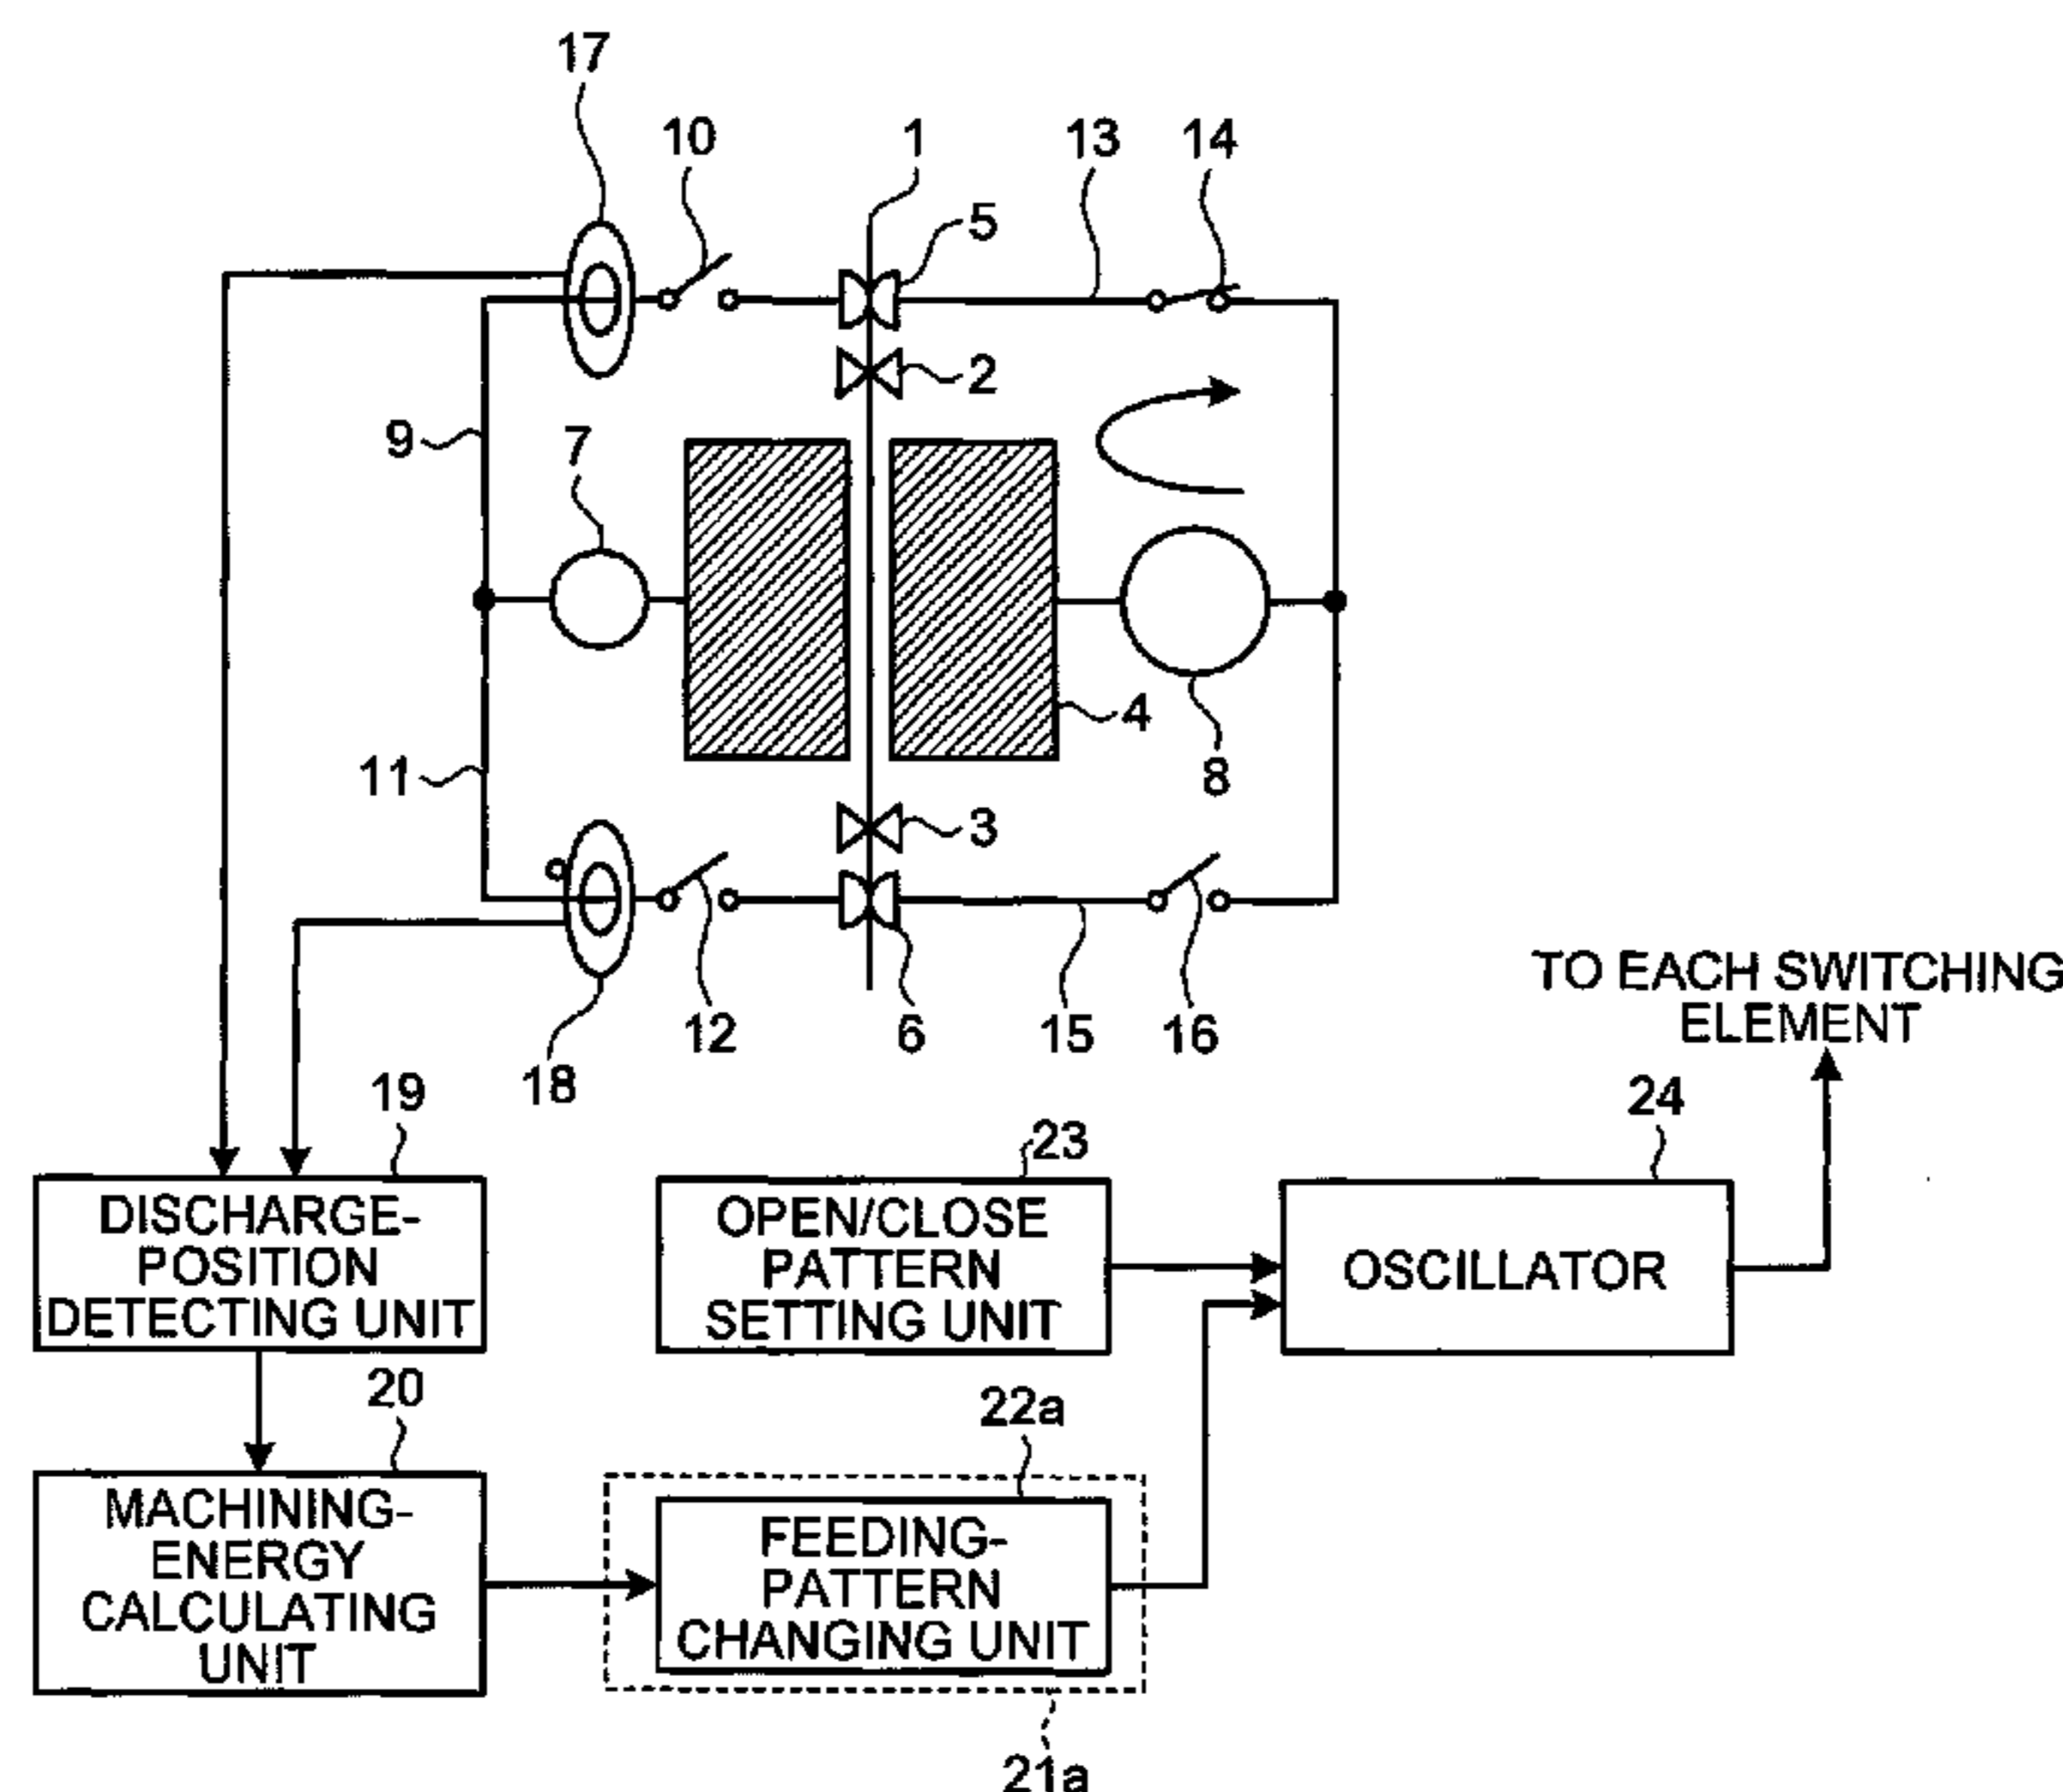 17
10
1
13
14
5
2
9
7
4
11
8
3
12
6
15
16
18
TO EACH SWITCHING
ELEMENT
19
23
24
DISCHARGE-
POSITION
DETECTING UNIT
OPEN/CLOSE
PATTERN
SETTING UNIT
OSCILLATOR
20
22a
MACHINING-
ENERGY
CALCULATING
UNIT
FEEDING-
PATTERN
CHANGING UNIT
21a